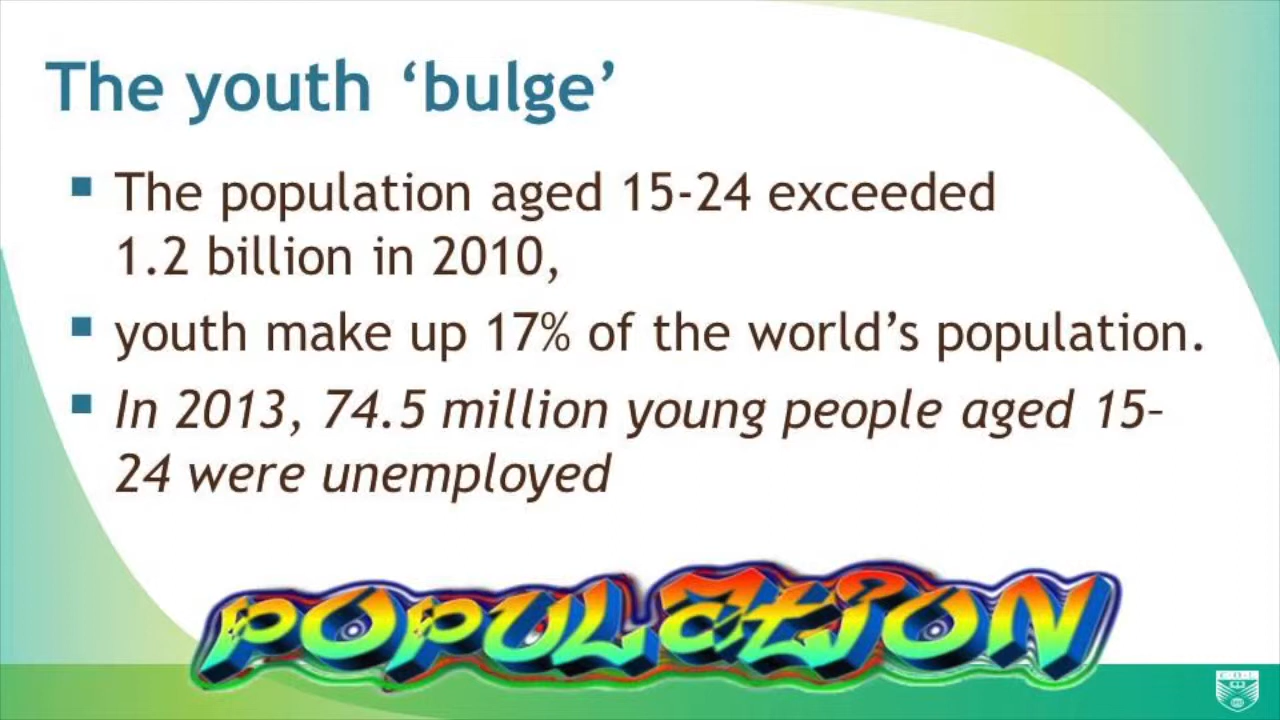 The youth ‘bulge’
▪ The population aged 15-24 exceeded
1.2 billion in 2010,
▪ youth make up 17% of the world’s population.
▪ In 2013, 74.5 million young people aged 15–
24 were unemployed
POPULATION
C·O·L